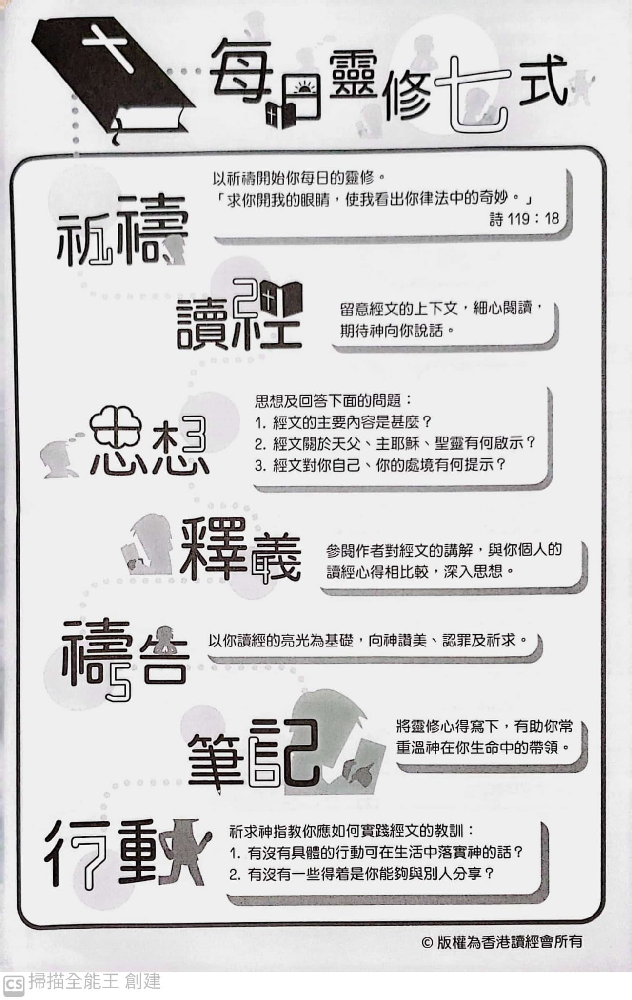 每日靈修七式
以祈禱開始你每日的靈修。
「求你開我的眼睛，使我看出你律法中的奇妙。」
詩 119：18
祈禱
1
讀經
2
留意經文的上下文，細心閱讀，
期待神向你說話。
思想
3
思想及回答下面的問題：
1. 經文的主要內容是甚麼？
2. 經文關於天父、主耶穌、聖靈有何啟示？
3. 經文對你自己、你的處境有何提示？
釋義
4
參閱作者對經文的講解，與你個人的
讀經心得相比較，深入思想。
禱告
5
以你讀經的亮光為基礎，向神讚美、認罪及祈求。
筆記
6
將靈修心得寫下，有助你常
重溫神在你生命中的帶領。
行動
7
祈求神指教你應如何實踐經文的教訓：
1. 有沒有具體的行動可在生活中落實神的話？
2. 有沒有一些得着是你能夠與別人分享？
© 版權為香港讀經會所有
CS 掃描全能王 創建